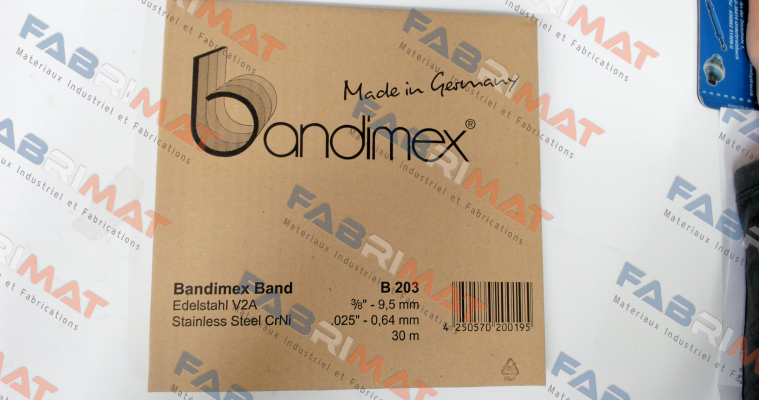 Made in Germany
bandimex®
Bandimex Band B 203
Edelstahl V2A 3/8" - 9,5 mm
Stainless Steel CrNi .025" - 0,64 mm
30 m
4 250570 200195
FABRIMAT
Matériaux Industriel et Fabrications